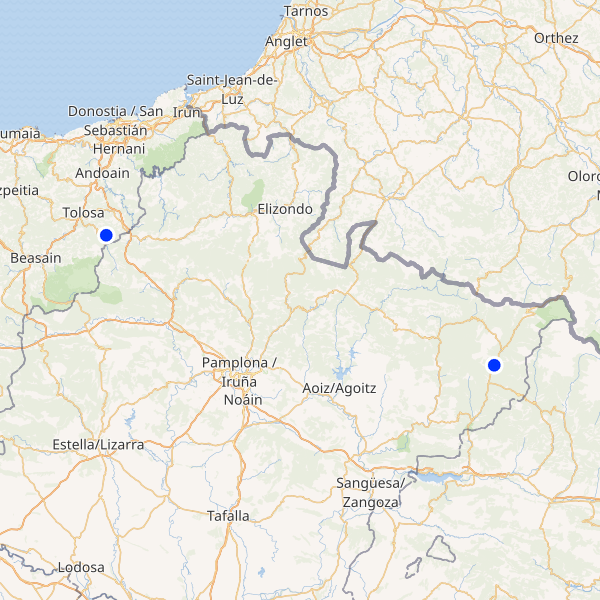 Tarnos
Orthez
Anglet
Saint-Jean-de-
Luz
Donostia / San
Sebastián
Irun
umaia
Hernani
Andoain
Oloro
zpeitia
Tolosa
Elizondo
Beasain
Pamplona /
Iruña
Noáin
Aoiz/Agoitz
Estella/Lizarra
Sangüesa/
Zangoza
Tafalla
Lodosa